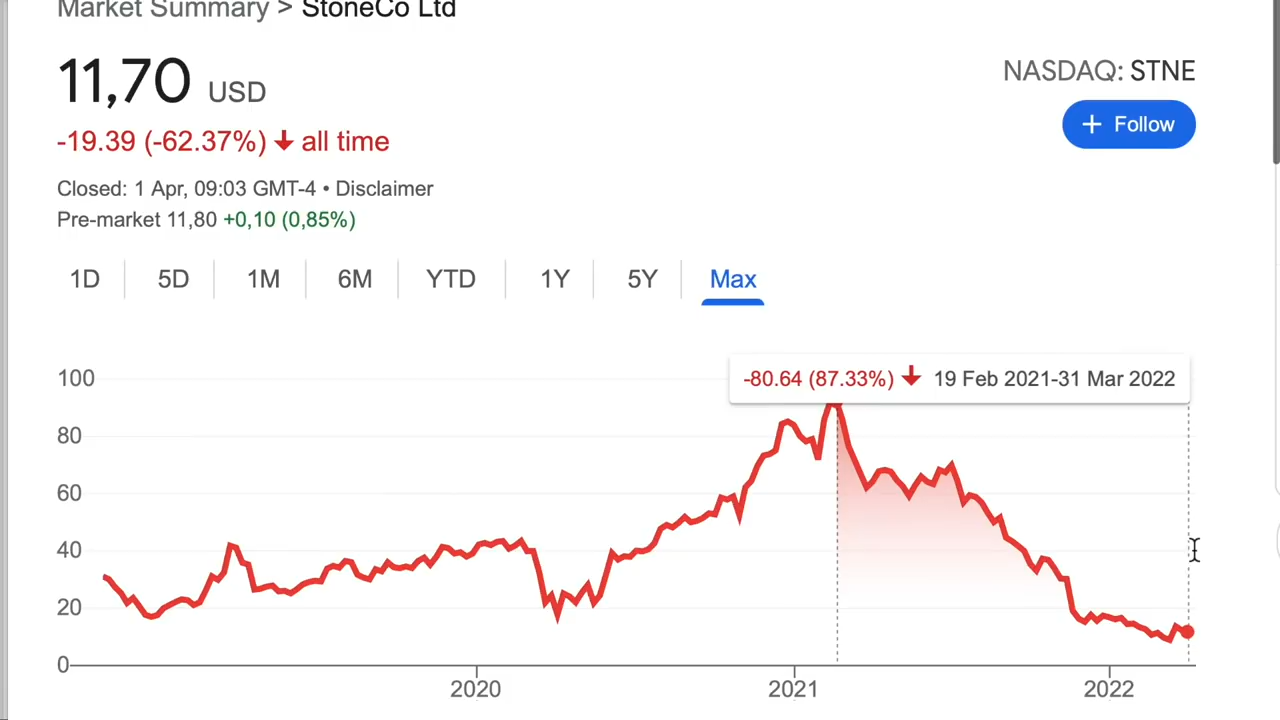 Market Summary > StoneCo Ltd
11,70 USD
NASDAQ: STNE
+ Follow
-19.39 (-62.37%) ↓ all time
Closed: 1 Apr, 09:03 GMT-4 • Disclaimer
Pre-market 11,80 +0,10 (0,85%)
1D 5D 1M 6M YTD 1Y 5Y Max
-80.64 (87.33%) ↓ 19 Feb 2021-31 Mar 2022
100
80
60
40
20
0
2020 2021 2022